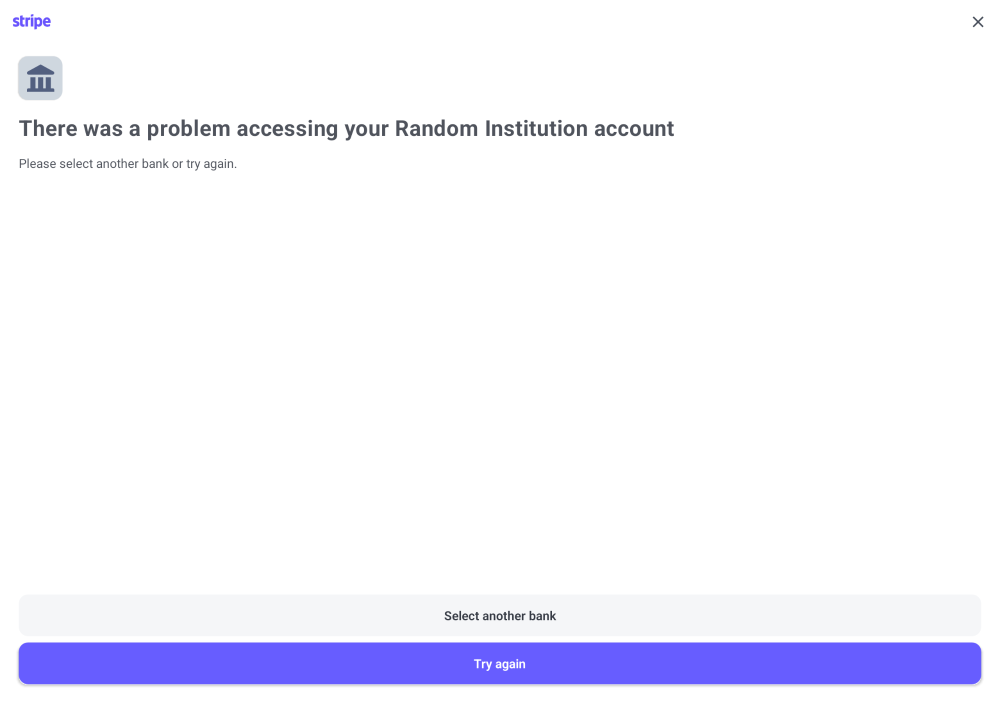 stripe
There was a problem accessing your Random Institution account
Please select another bank or try again.
Select another bank
Try again